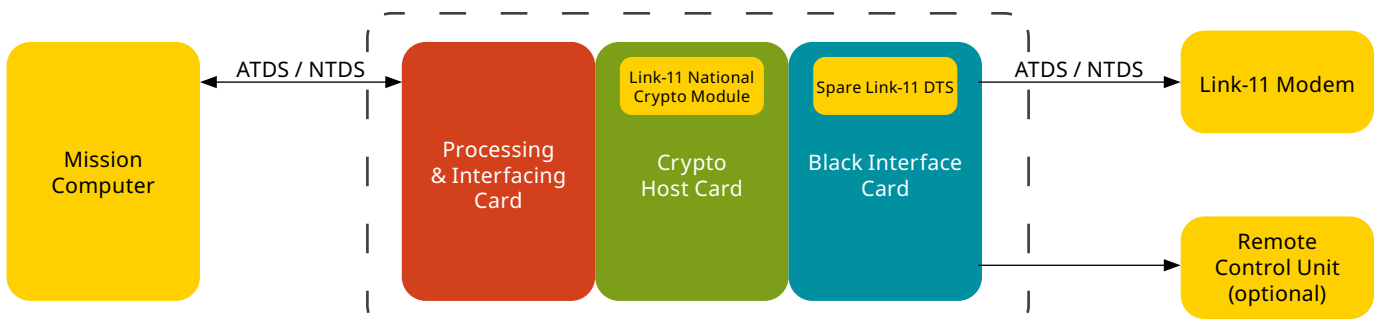 Mission
Computer
ATDS / NTDS
Processing
& Interfacing
Card
Link-11 National
Crypto Module
Crypto
Host Card
Spare Link-11 DTS
Black Interface
Card
ATDS / NTDS
Link-11 Modem
Remote
Control Unit
(optional)